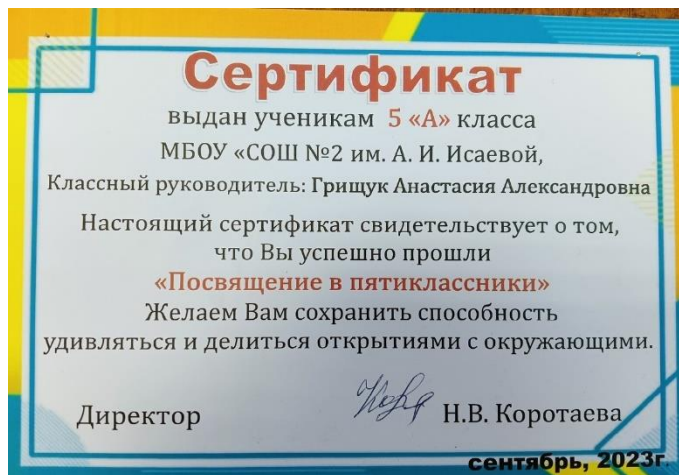 Сертификат
выдан ученикам 5 «А» класса
МБОУ «СОШ №2 им. А. И. Исаевой,
Классный руководитель: Грищук Анастасия Александровна
Настоящий сертификат свидетельствует о том,
что Вы успешно прошли
«Посвящение в пятиклассники»
Желаем Вам сохранить способность
удивляться и делиться открытиями с окружающими.
Директор Н.В. Коротаева
сентябрь, 2023г.